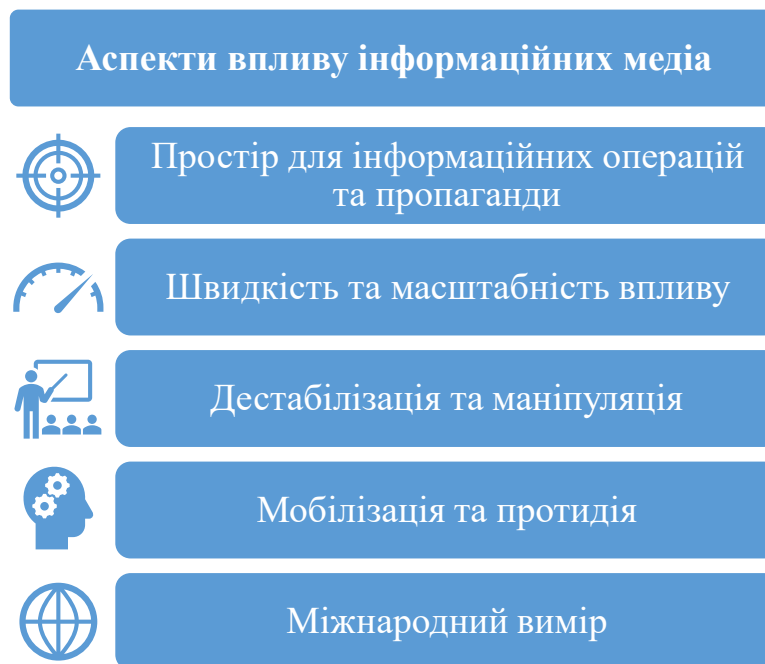 Аспекти впливу інформаційних медіа
Простір для інформаційних операцій
та пропаганди
Швидкість та масштабність впливу
Дестабілізація та маніпуляція
Мобілізація та протидія
Міжнародний вимір